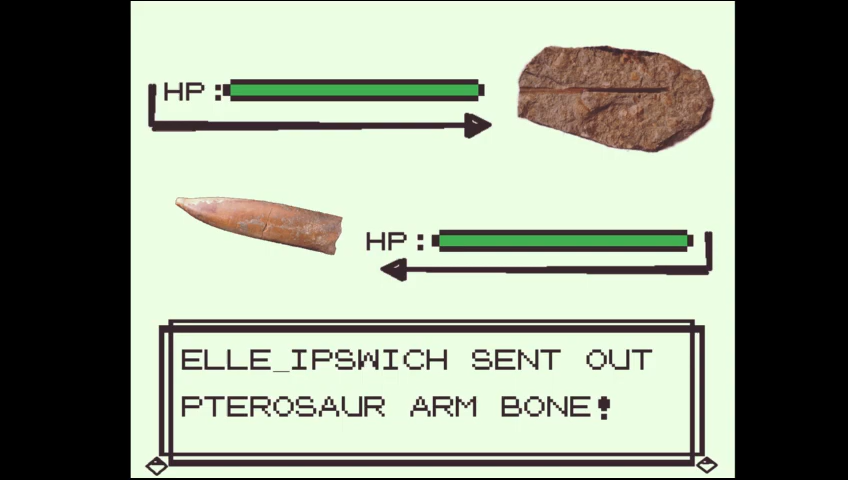 HP :
HP :
ELLE_IPSWICH SENT OUT
PTEROSAUR ARM BONE!